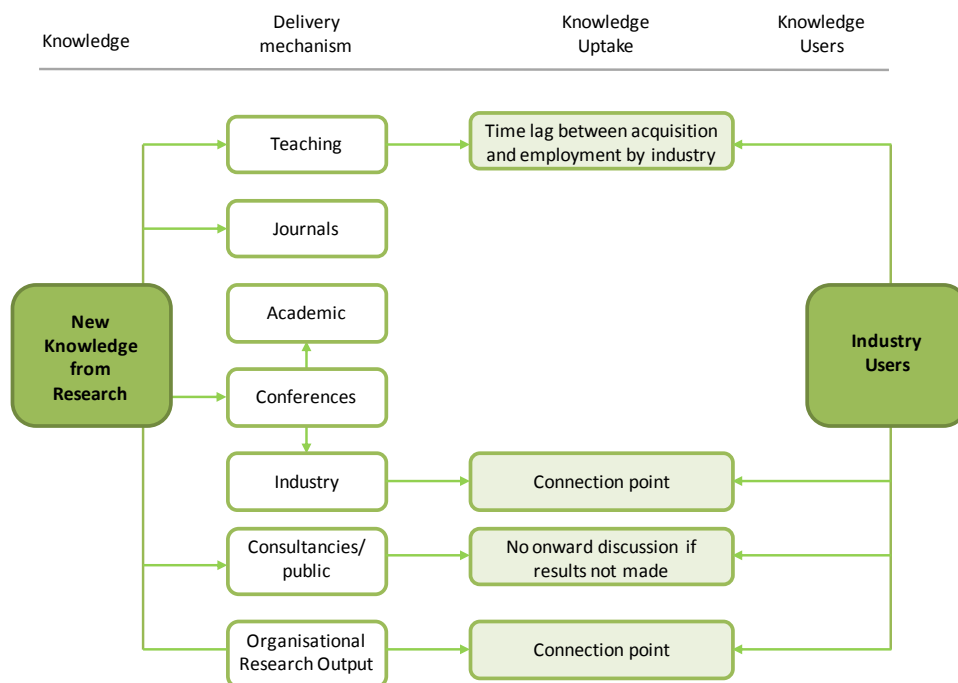 Knowledge
Delivery
mechanism
Knowledge
Uptake
Knowledge
Users
Teaching
Time lag between acquisition
and employment by industry
Journals
Academic
New
Knowledge
from
Research
Conferences
Industry
Users
Industry
Connection point
Consultancies/
public
No onward discussion if
results not made
Organisational
Research Output
Connection point